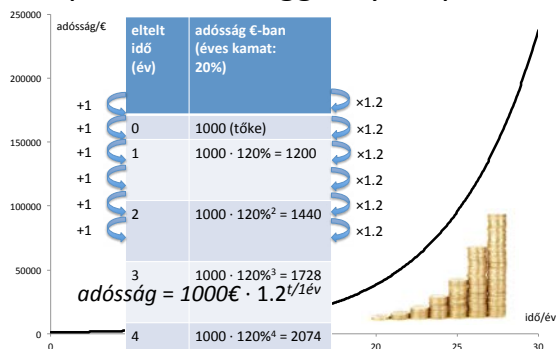 250000
adósság/€
eltelt idő (év)
adósság €-ban (éves kamat: 20%)
200000
+1
×1.2
+1
0
1000 (tőke)
×1.2
150000
+1
1
1000 · 120% = 1200
×1.2
+1
×1.2
100000
+1
2
1000 · 120%² = 1440
×1.2
+1
×1.2
50000
3
1000 · 120%³ = 1728
adósság = 1000€ · 1.2^t/1év
idő/év
0
4
1000 · 120%⁴ = 2074
0
20
25
30